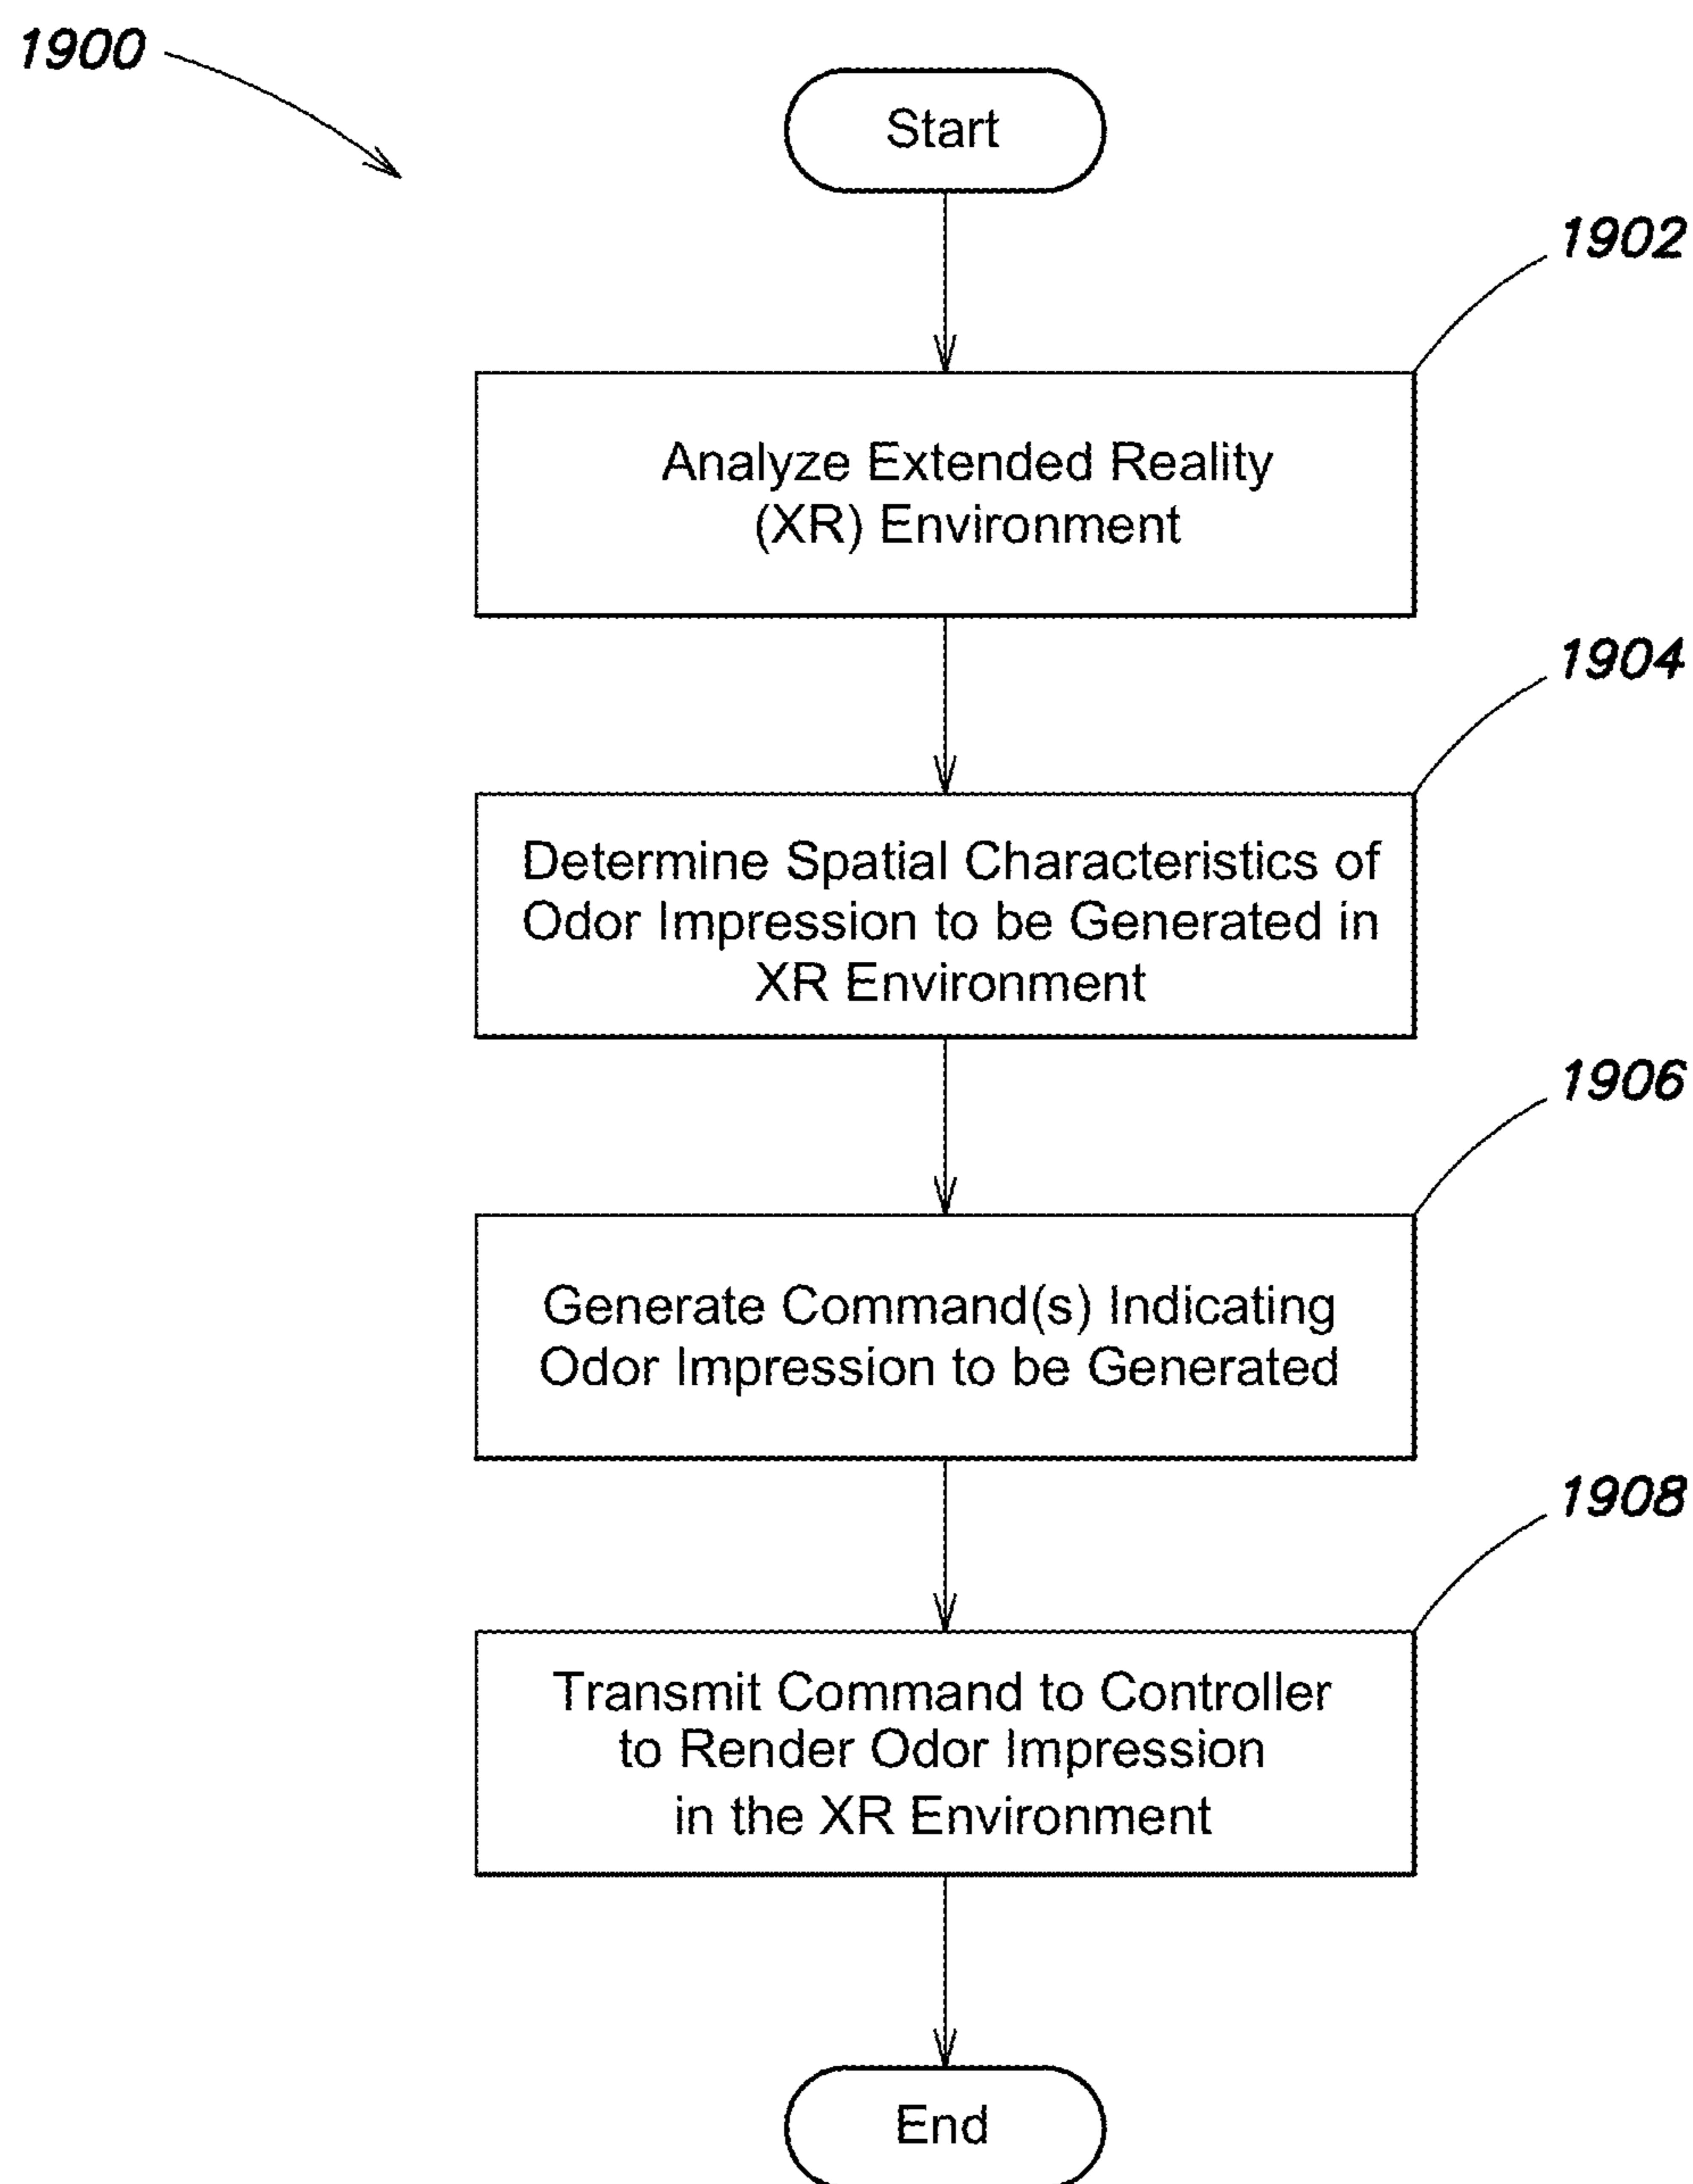 1900
Start
1902
Analyze Extended Reality
(XR) Environment
1904
Determine Spatial Characteristics of
Odor Impression to be Generated in
XR Environment
1906
Generate Command(s) Indicating
Odor Impression to be Generated
1908
Transmit Command to Controller
to Render Odor Impression
in the XR Environment
End